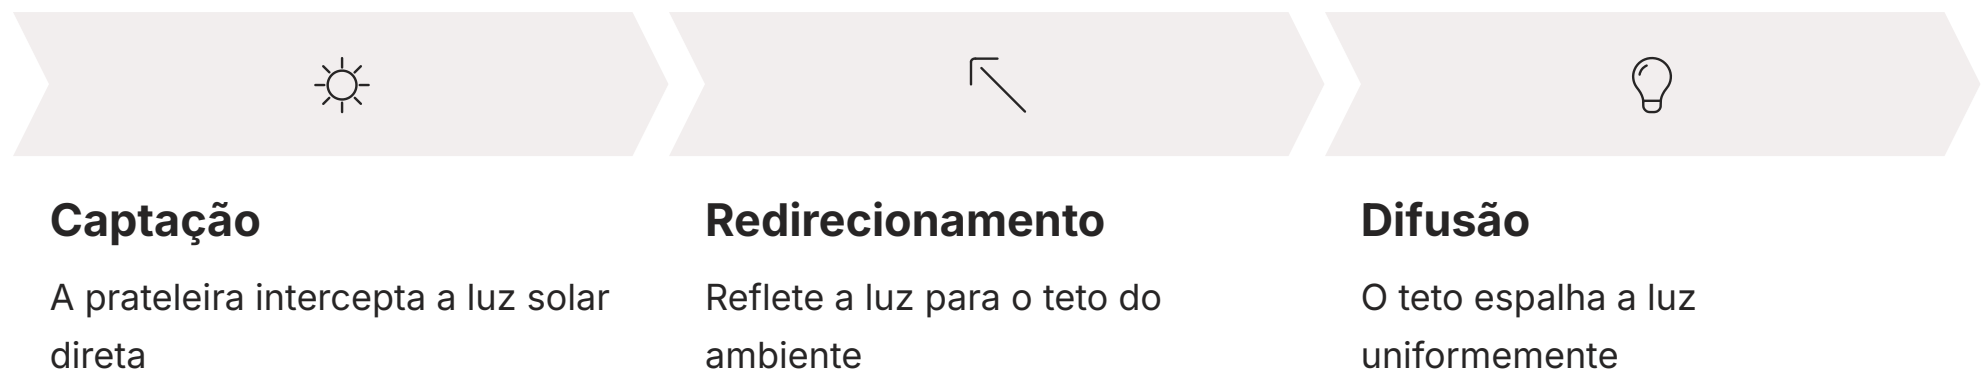 Captação
A prateleira intercepta a luz solar
direta
Redirecionamento
Reflete a luz para o teto do
ambiente
Difusão
O teto espalha a luz
uniformemente